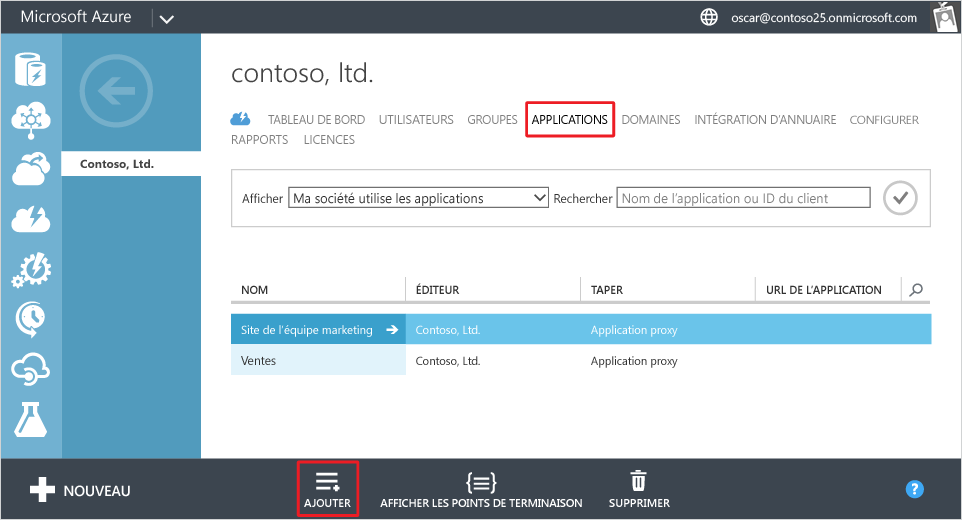 Microsoft Azure
oscar@contoso25.onmicrosoft.com
contoso, ltd.
Contoso, Ltd.
TABLEAU DE BORD UTILISATEURS GROUPES APPLICATIONS DOMAINES INTÉGRATION D'ANNUAIRE CONFIGURER
RAPPORTS LICENCES
Afficher Ma société utilise les applications Rechercher Nom de l'application ou ID du client
NOM ÉDITEUR TAPER URL DE L'APPLICATION
Site de l'équipe marketing Contoso, Ltd. Application proxy
Ventes Contoso, Ltd. Application proxy
NOUVEAU AJOUTER AFFICHER LES POINTS DE TERMINAISON SUPPRIMER ?